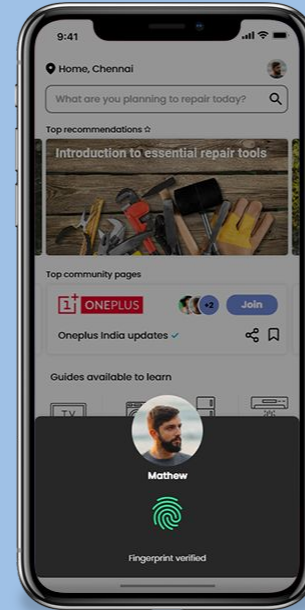 9:41
Home, Chennai
What are you planning to repair today?
Top recommendations
Introduction to essential repair tools
Top community pages
1+ ONEPLUS
+2
Join
Oneplus India updates
Guides available to learn
TV
Mathew
Fingerprint verified